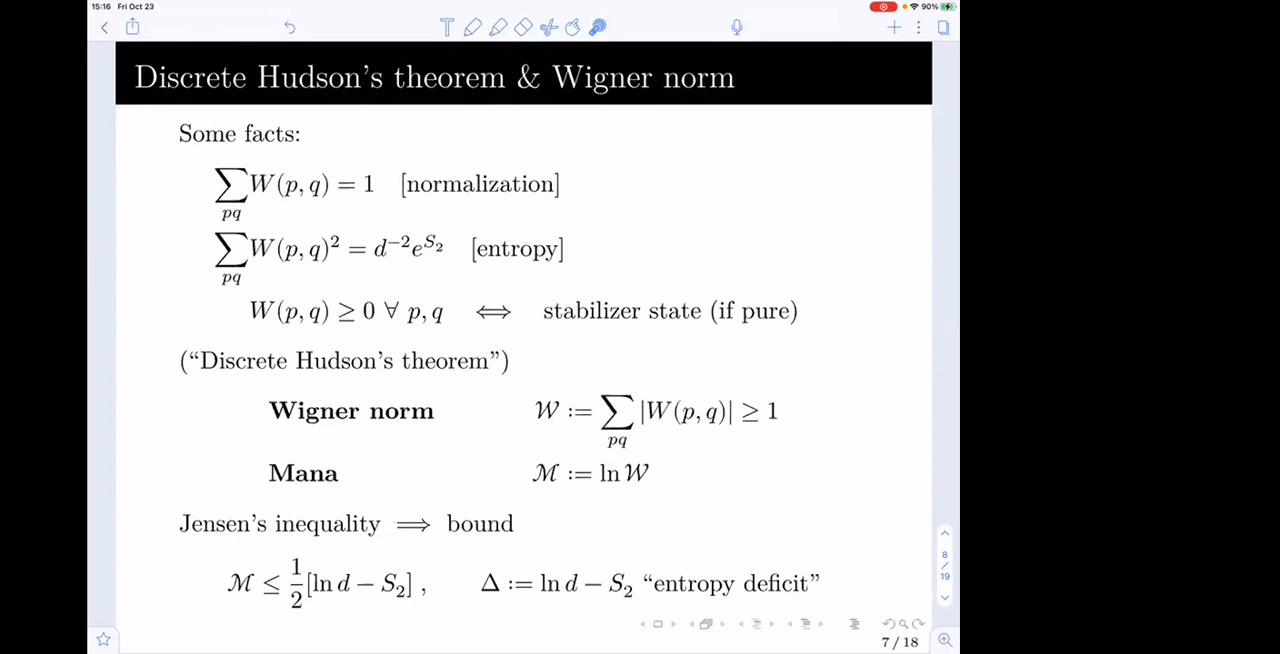 15:16 Fri Oct 23
90%
Discrete Hudson's theorem & Wigner norm
Some facts:
∑_{pq} W(p, q) = 1 [normalization]
∑_{pq} W(p, q)² = d⁻²e^{S₂} [entropy]
W(p, q) ≥ 0 ∀ p, q ⟺ stabilizer state (if pure)
("Discrete Hudson's theorem")
Wigner norm 𝒲 := ∑_{pq} |W(p, q)| ≥ 1
Mana ℳ := ln 𝒲
Jensen's inequality ⟹ bound
ℳ ≤ 1/2 [ln d − S₂] , Δ := ln d − S₂ "entropy deficit"
7 / 18
8 / 19